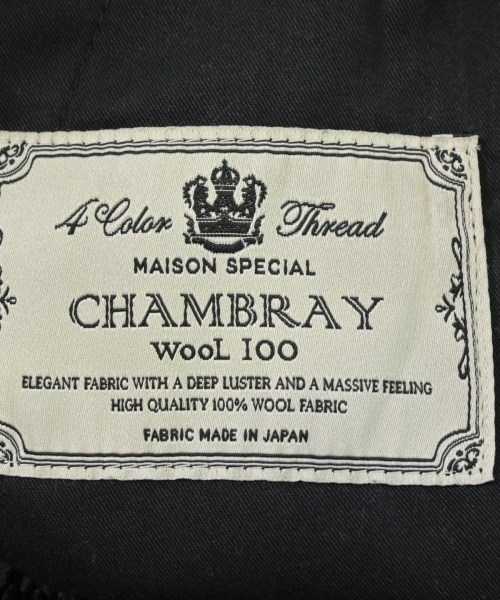 4 Color Thread
MAISON SPECIAL
CHAMBRAY
WOOL 100
ELEGANT FABRIC WITH A DEEP LUSTER AND A MASSIVE FEELING
HIGH QUALITY 100% WOOL FABRIC
FABRIC MADE IN JAPAN